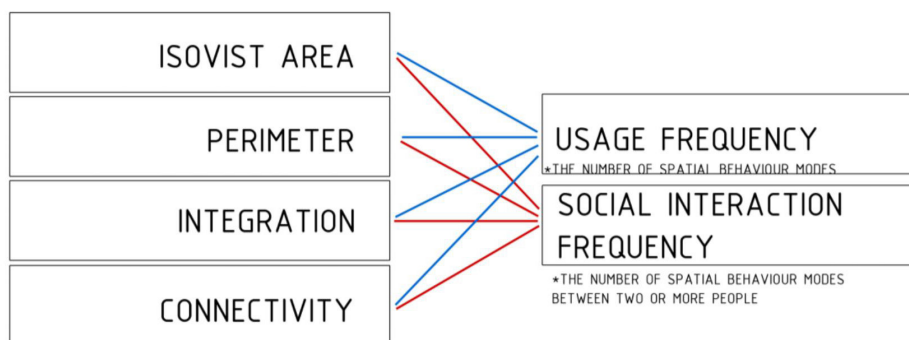 ISOVIST AREA
PERIMETER
INTEGRATION
CONNECTIVITY
USAGE FREQUENCY
*THE NUMBER OF SPATIAL BEHAVIOUR MODES
SOCIAL INTERACTION
FREQUENCY
*THE NUMBER OF SPATIAL BEHAVIOUR MODES
BETWEEN TWO OR MORE PEOPLE